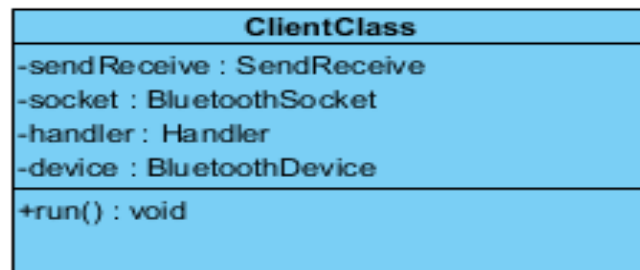 ClientClass
-sendReceive : SendReceive
-socket : BluetoothSocket
-handler : Handler
-device : BluetoothDevice
+run() : void